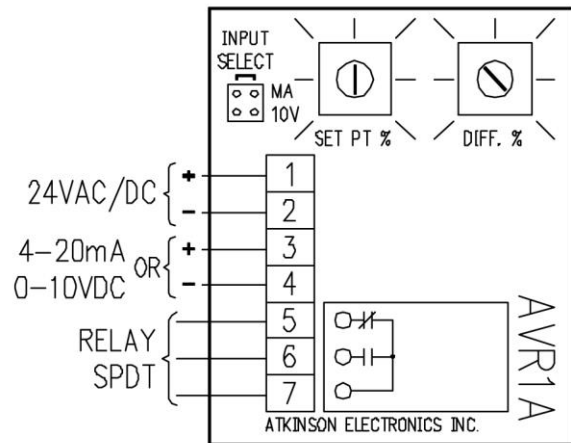 INPUT
SELECT
MA
10V
SET PT %
DIFF. %
24VAC/DC
+
-
1
2
4-20mA
OR
0-10VDC
+
-
3
4
RELAY
SPDT
5
6
7
AVR1A
ATKINSON ELECTRONICS INC.